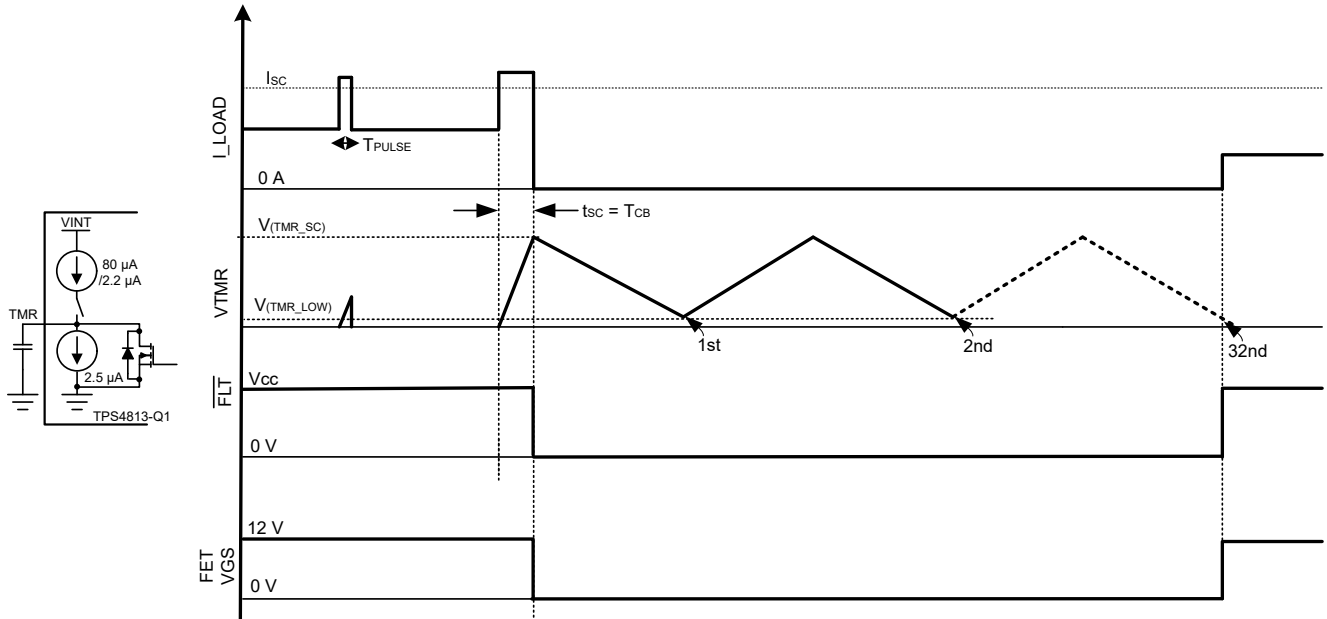 VINT
80 µA
/2.2 µA
TMR
2.5 µA
TPS4813-Q1
I_LOAD
ISC
TPULSE
0 A
tSC = TCB
VTMR
V(TMR_SC)
V(TMR_LOW)
1st
2nd
32nd
FLT
Vcc
0 V
FET
VGS
12 V
0 V